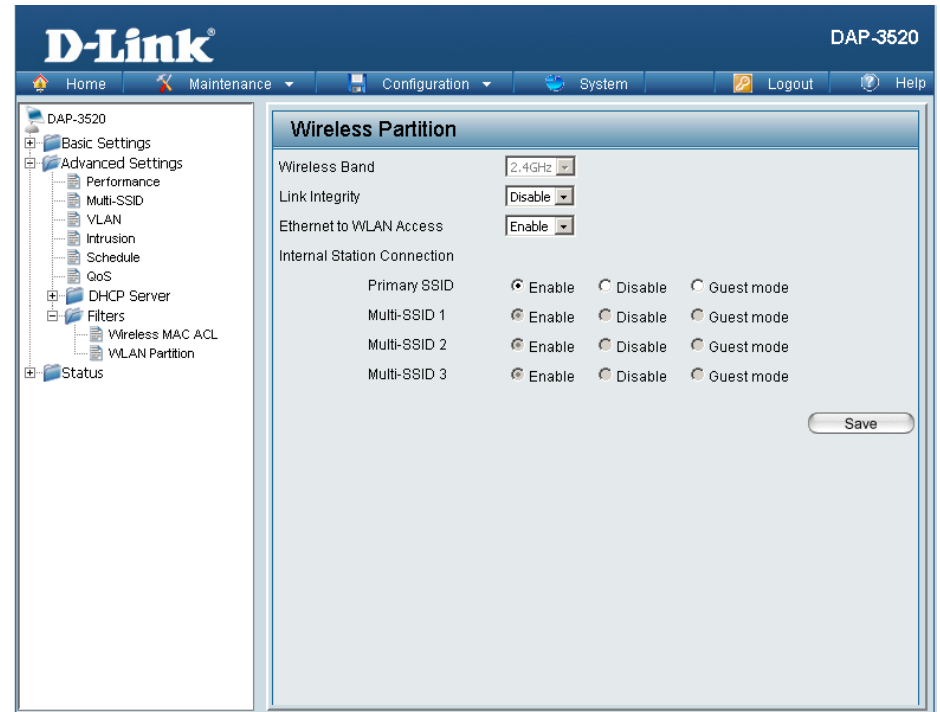 D-Link®
DAP-3520
Home Maintenance Configuration System Logout Help
DAP-3520
Basic Settings
Advanced Settings
Performance
Multi-SSID
VLAN
Intrusion
Schedule
QoS
DHCP Server
Filters
Wireless MAC ACL
WLAN Partition
Status
Wireless Partition
Wireless Band 2.4GHz
Link Integrity Disable
Ethernet to WLAN Access Enable
Internal Station Connection
Primary SSID Enable Disable Guest mode
Multi-SSID 1 Enable Disable Guest mode
Multi-SSID 2 Enable Disable Guest mode
Multi-SSID 3 Enable Disable Guest mode
Save